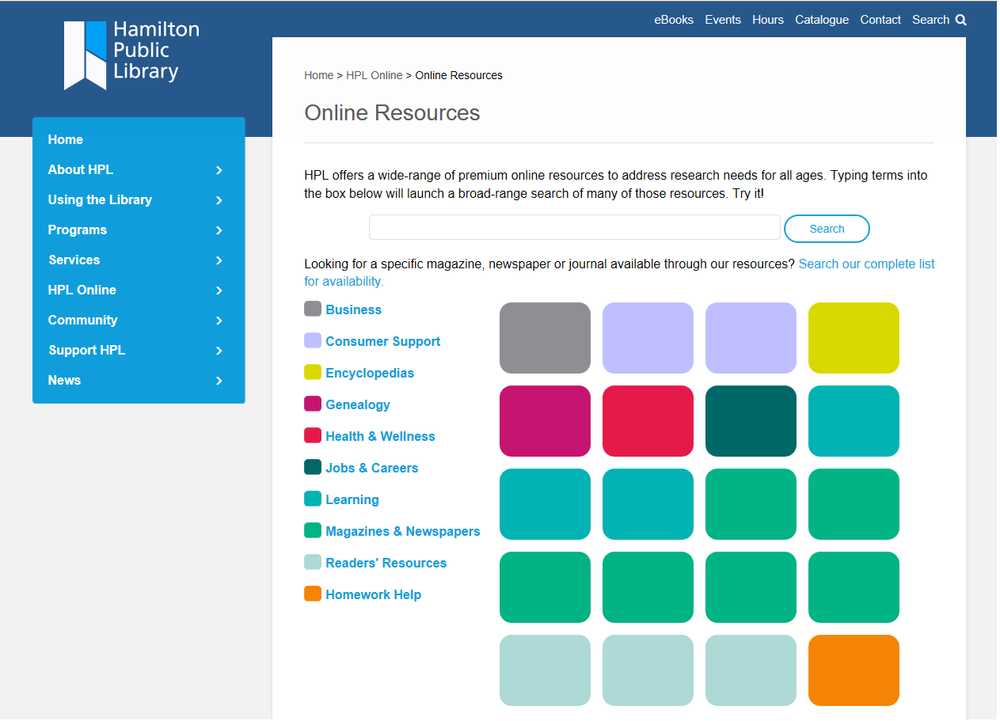 Hamilton
Public
Library
eBooks Events Hours Catalogue Contact Search
Home
About HPL
Using the Library
Programs
Services
HPL Online
Community
Support HPL
News
Home > HPL Online > Online Resources
Online Resources
HPL offers a wide-range of premium online resources to address research needs for all ages. Typing terms into
the box below will launch a broad-range search of many of those resources. Try it!
Search
Looking for a specific magazine, newspaper or journal available through our resources? Search our complete list
for availability.
Business
Consumer Support
Encyclopedias
Genealogy
Health & Wellness
Jobs & Careers
Learning
Magazines & Newspapers
Readers' Resources
Homework Help